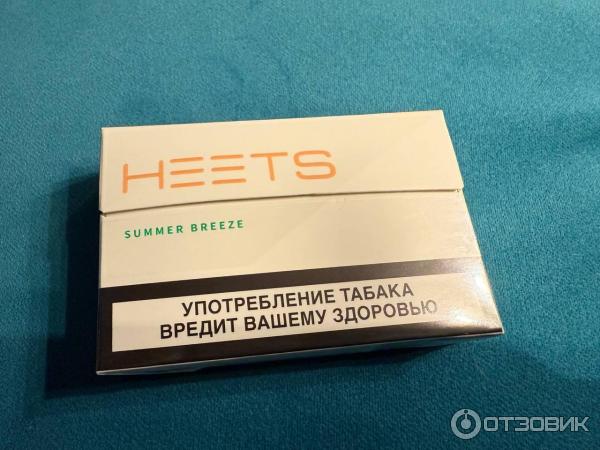 HEETS
SUMMER BREEZE
УПОТРЕБЛЕНИЕ ТАБАКА
ВРЕДИТ ВАШЕМУ ЗДОРОВЬЮ
ОТЗОВИК